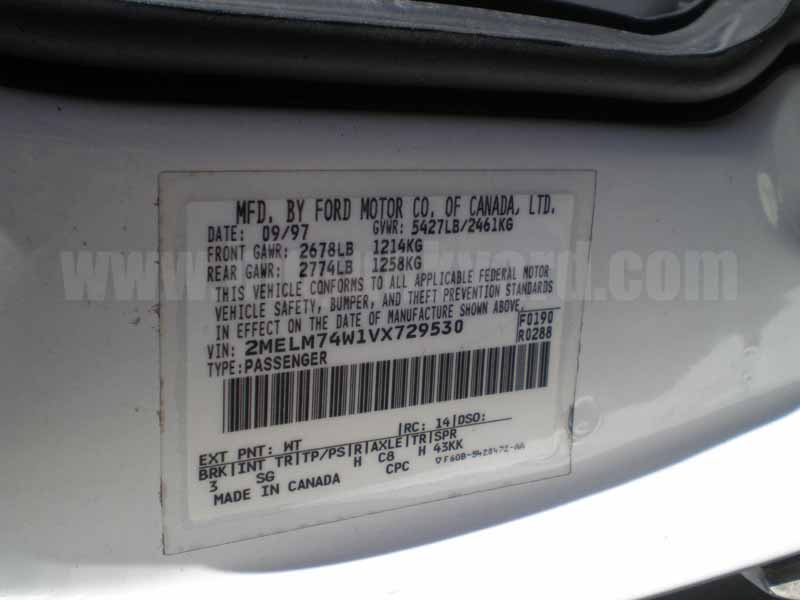 MFD. BY FORD MOTOR CO. OF CANADA, LTD.
DATE: 09/97 GVWR: 5427LB/2461KG
FRONT GAWR: 2678LB 1214KG
REAR GAWR: 2774LB 1258KG
THIS VEHICLE CONFORMS TO ALL APPLICABLE FEDERAL MOTOR
VEHICLE SAFETY, BUMPER, AND THEFT PREVENTION STANDARDS
IN EFFECT ON THE DATE OF MANUFACTURE SHOWN ABOVE.
VIN: 2MELM74W1VX729530 F0190
TYPE: PASSENGER R0288
EXT PNT: WT |RC: 14|DSO:
BRK|INT TR|TP/PS|R|AXLE|TR|SPR
3 SG H C8 H 43KK
MADE IN CANADA CPC ▽F60B-5420472-AA